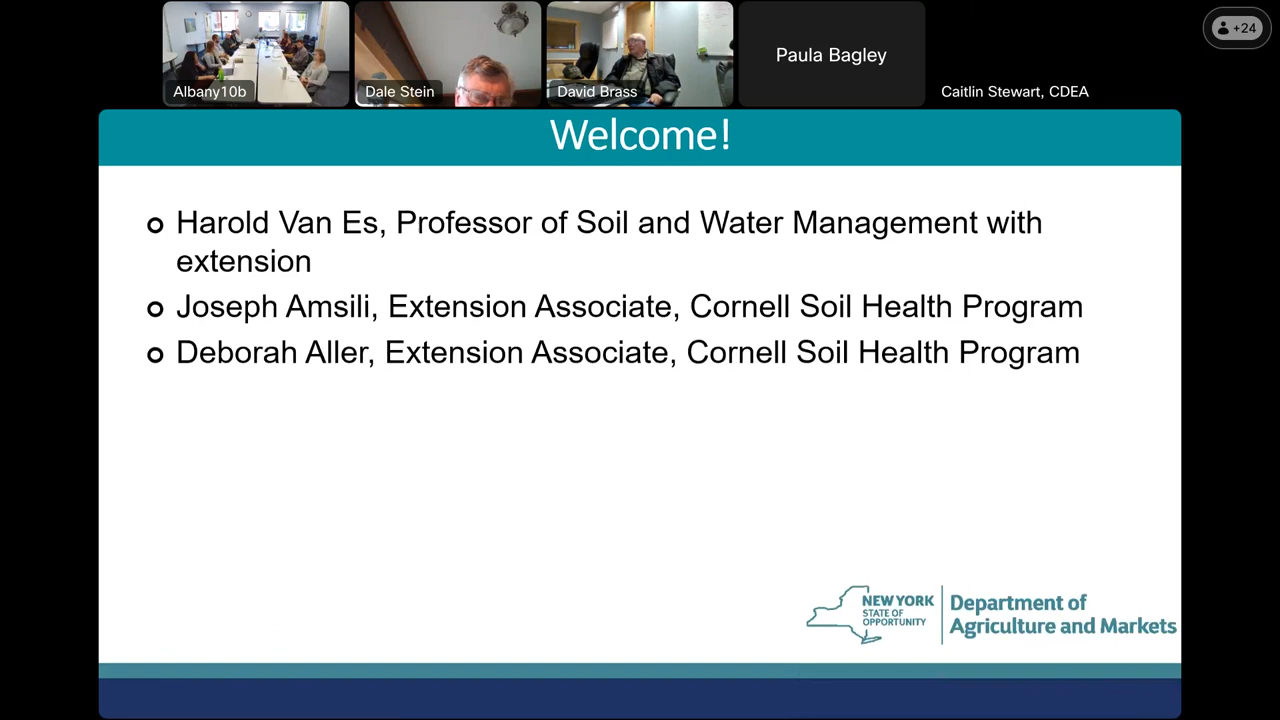 Albany10b
Dale Stein
David Brass
Paula Bagley
Caitlin Stewart, CDEA
+24
Welcome!
Harold Van Es, Professor of Soil and Water Management with
extension
Joseph Amsili, Extension Associate, Cornell Soil Health Program
Deborah Aller, Extension Associate, Cornell Soil Health Program
NEW YORK
STATE OF
OPPORTUNITY
Department of
Agriculture and Markets